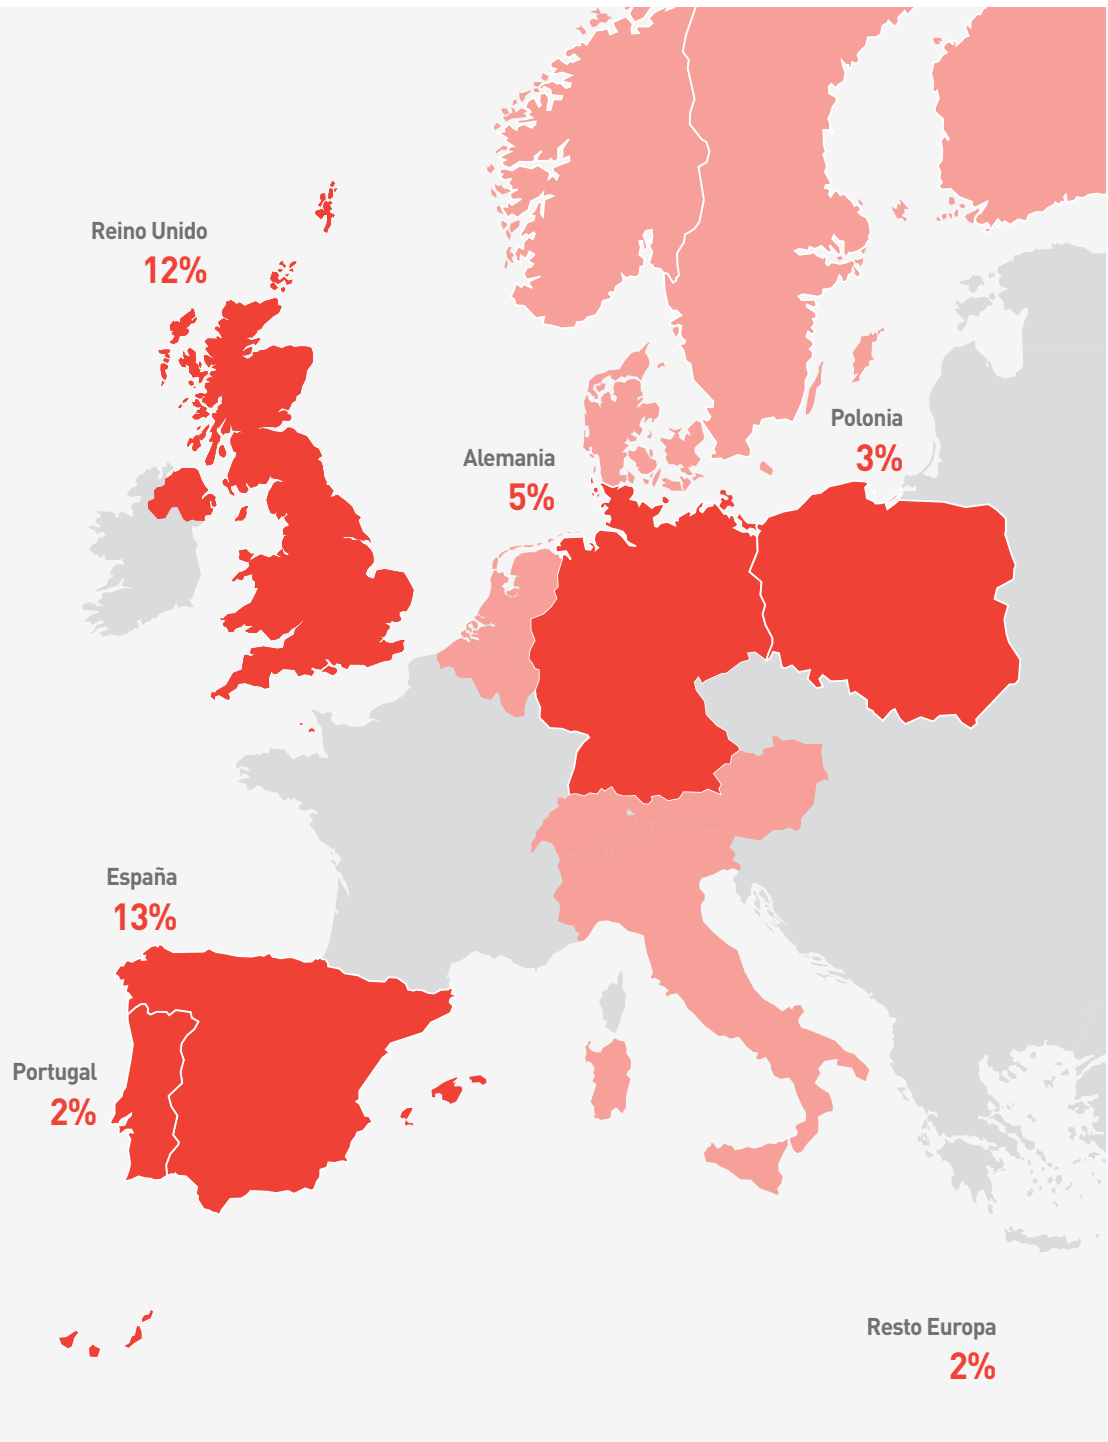 Reino Unido
12%
Polonia
3%
Alemania
5%
España
13%
Portugal
2%
Resto Europa
2%